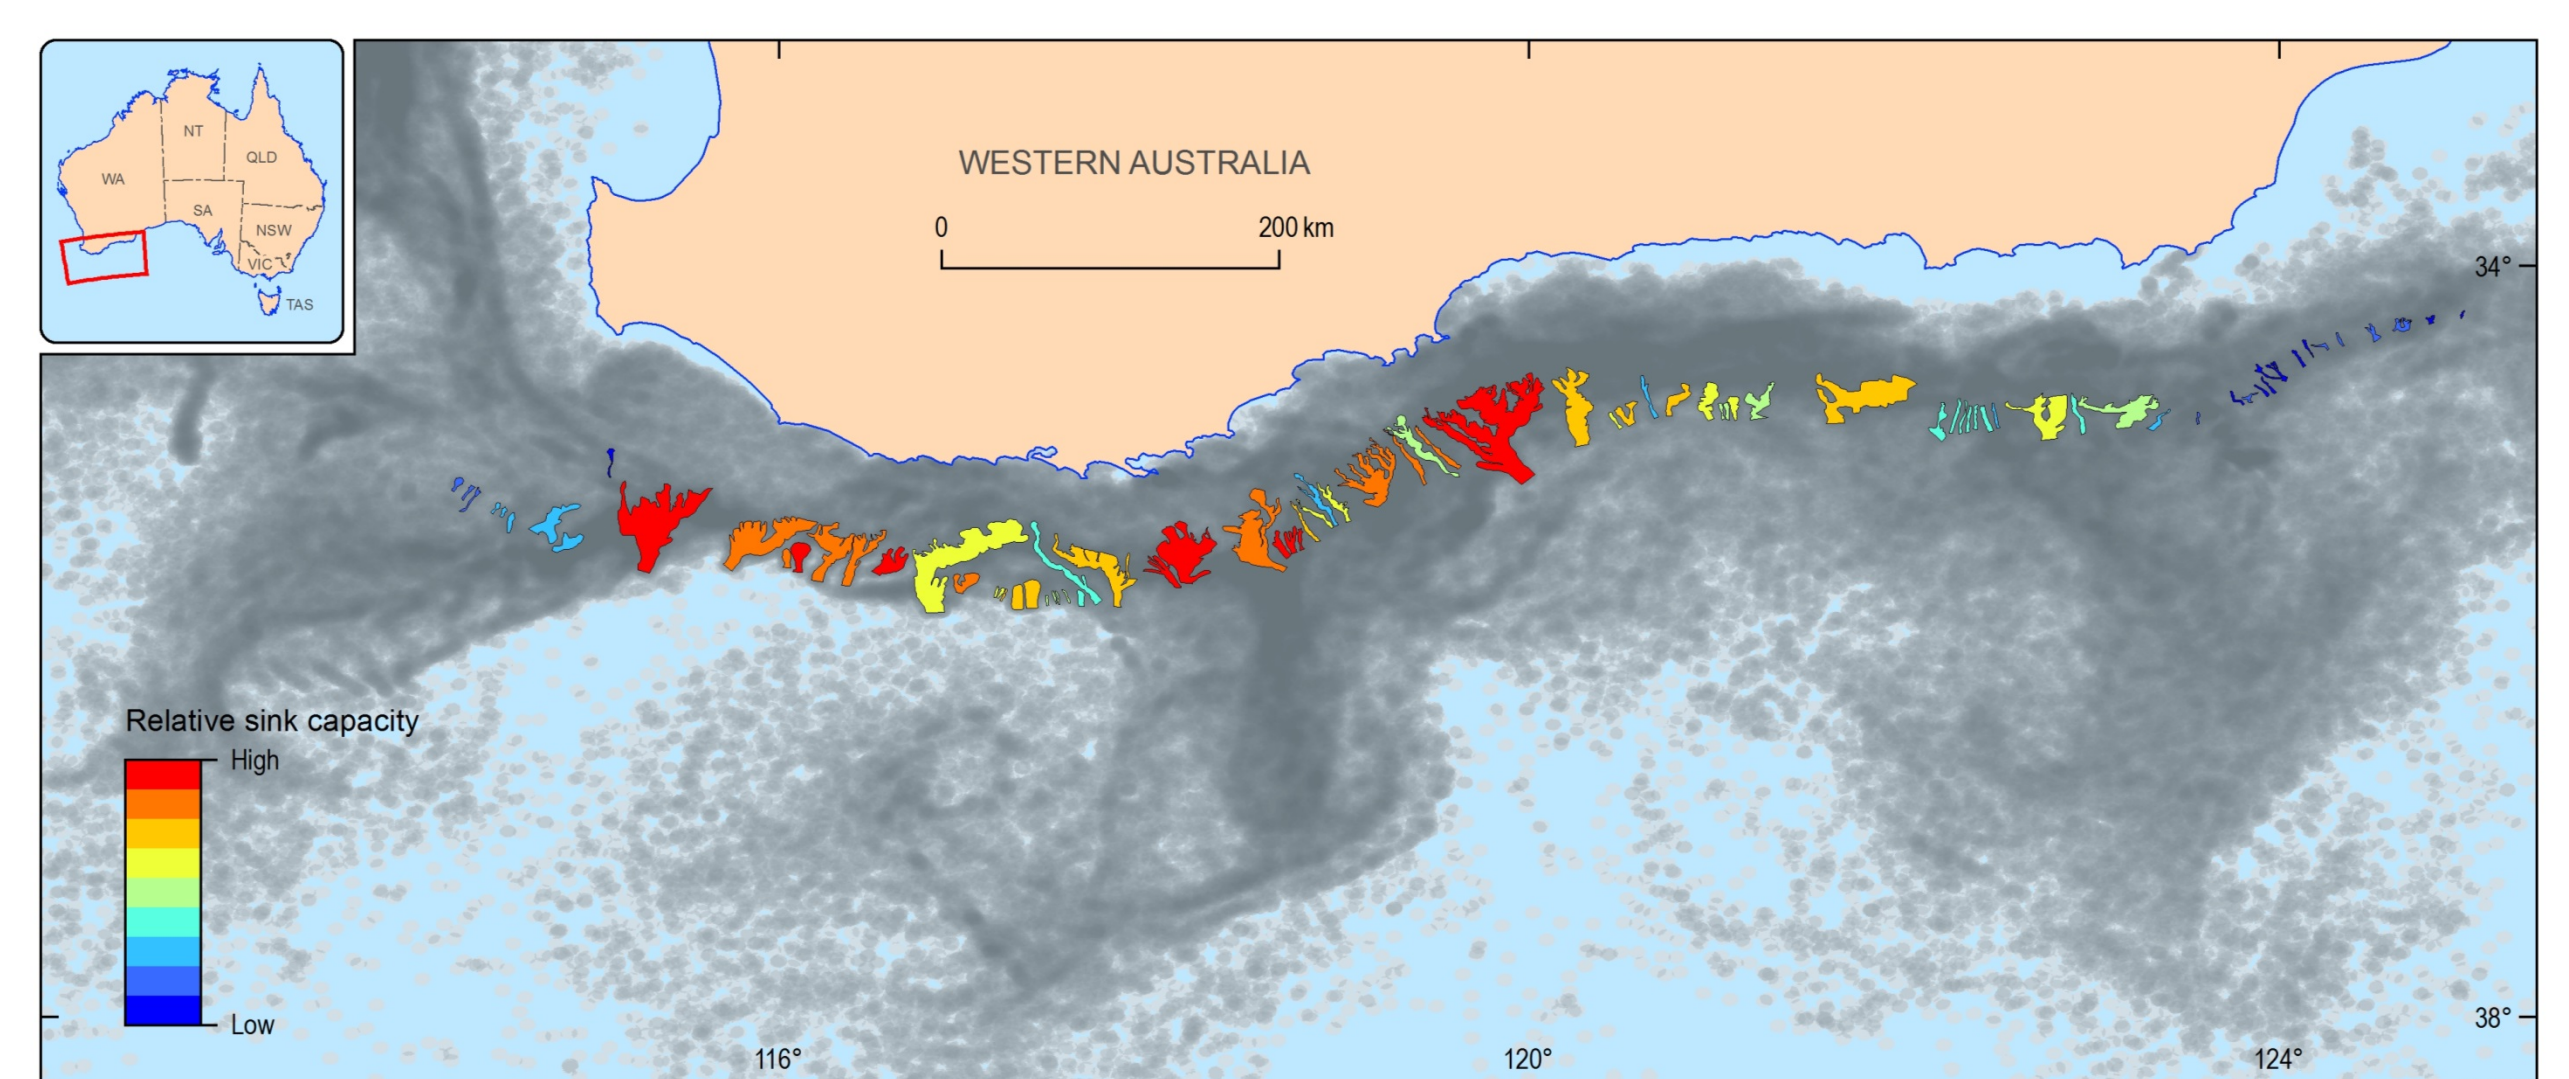 NT
QLD
WA
SA
NSW
VIC
TAS
WESTERN AUSTRALIA
0 200 km
34°
Relative sink capacity
High
Low
38°
116° 120° 124°